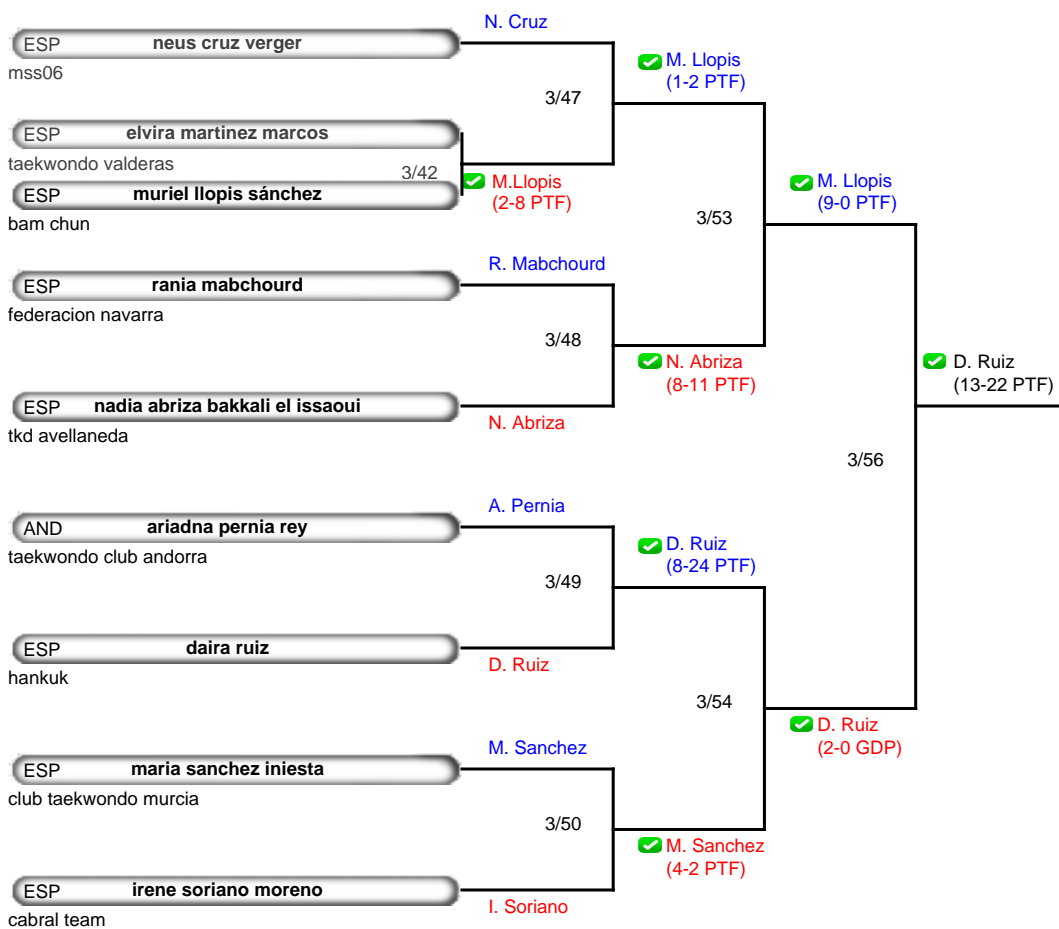 N. Cruz
ESP neus cruz verger
mss06
M. Llopis
(1-2 PTF)
3/47
ESP elvira martinez marcos
taekwondo valderas
3/42
M.Llopis
(2-8 PTF)
ESP muriel llopis sánchez
bam chun
M. Llopis
(9-0 PTF)
3/53
R. Mabchourd
ESP rania mabchourd
federacion navarra
3/48
N. Abriza
(8-11 PTF)
D. Ruiz
(13-22 PTF)
ESP nadia abriza bakkali el issaoui
N. Abriza
tkd avellaneda
3/56
A. Pernia
AND ariadna pernia rey
taekwondo club andorra
D. Ruiz
(8-24 PTF)
3/49
ESP daira ruiz
D. Ruiz
hankuk
3/54
D. Ruiz
(2-0 GDP)
M. Sanchez
ESP maria sanchez iniesta
club taekwondo murcia
3/50
M. Sanchez
(4-2 PTF)
ESP irene soriano moreno
I. Soriano
cabral team